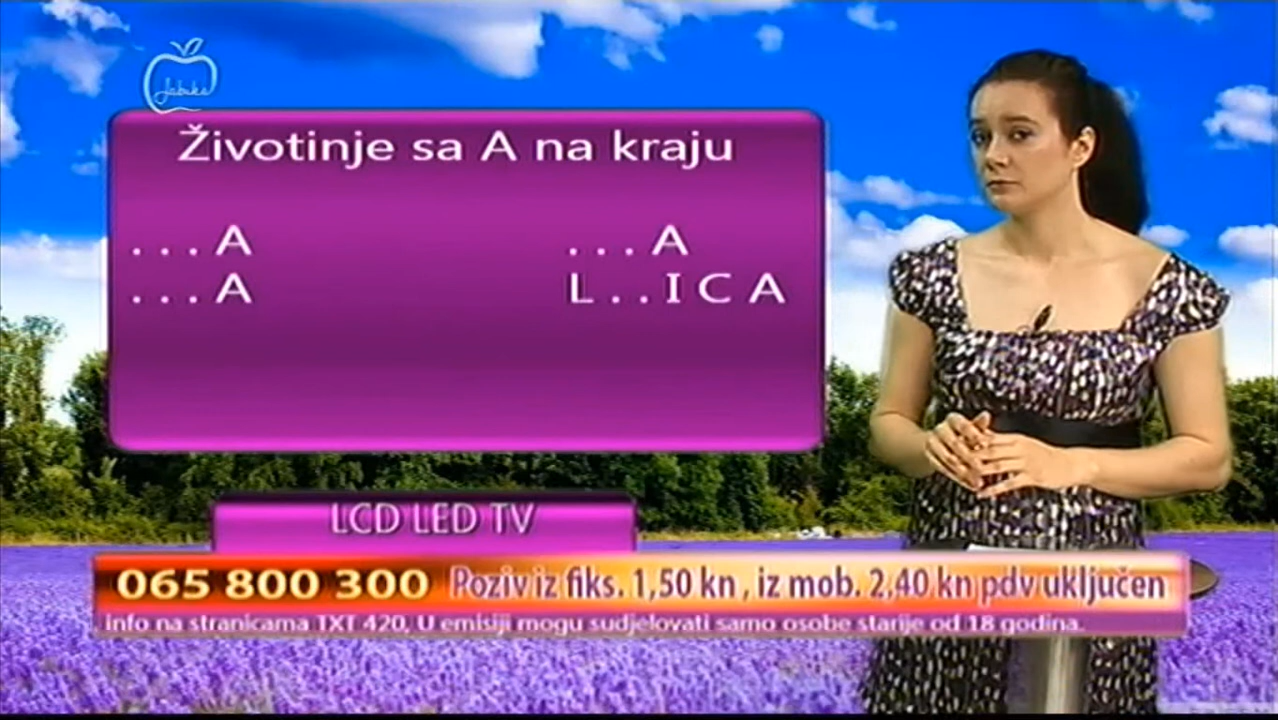 Jabuka
Životinje sa A na kraju
. . . A
. . . A
. . . A
L . . I C A
LCD LED TV
065 800 300 Poziv iz fiks. 1,50 kn , iz mob. 2,40 kn pdv uključen
Info na stranicama TXT 420, U emisiji mogu sudjelovati samo osobe starije od 18 godina.